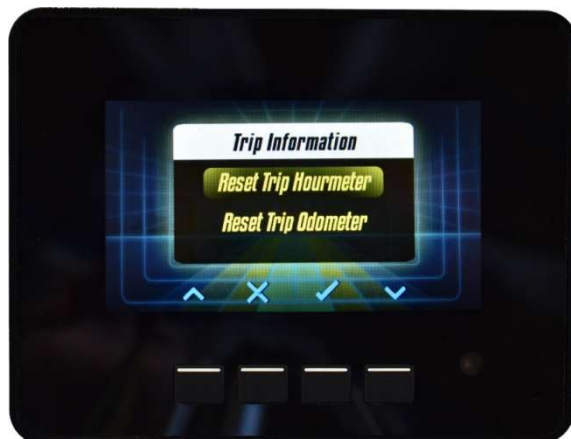 Trip Information
Reset Trip Hourmeter
Reset Trip Odometer